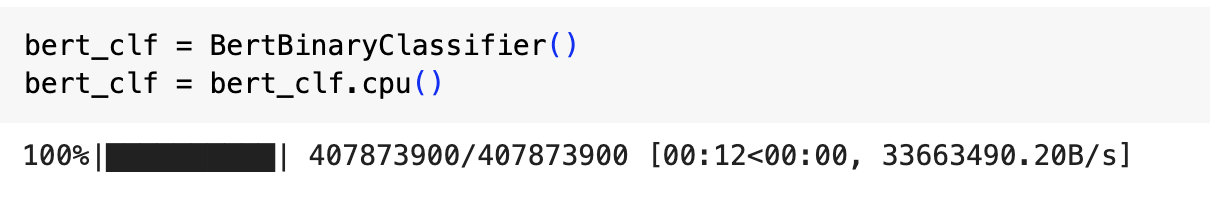 bert_clf = BertBinaryClassifier()
bert_clf = bert_clf.cpu()
100%|██████████| 407873900/407873900 [00:12<00:00, 33663490.20B/s]